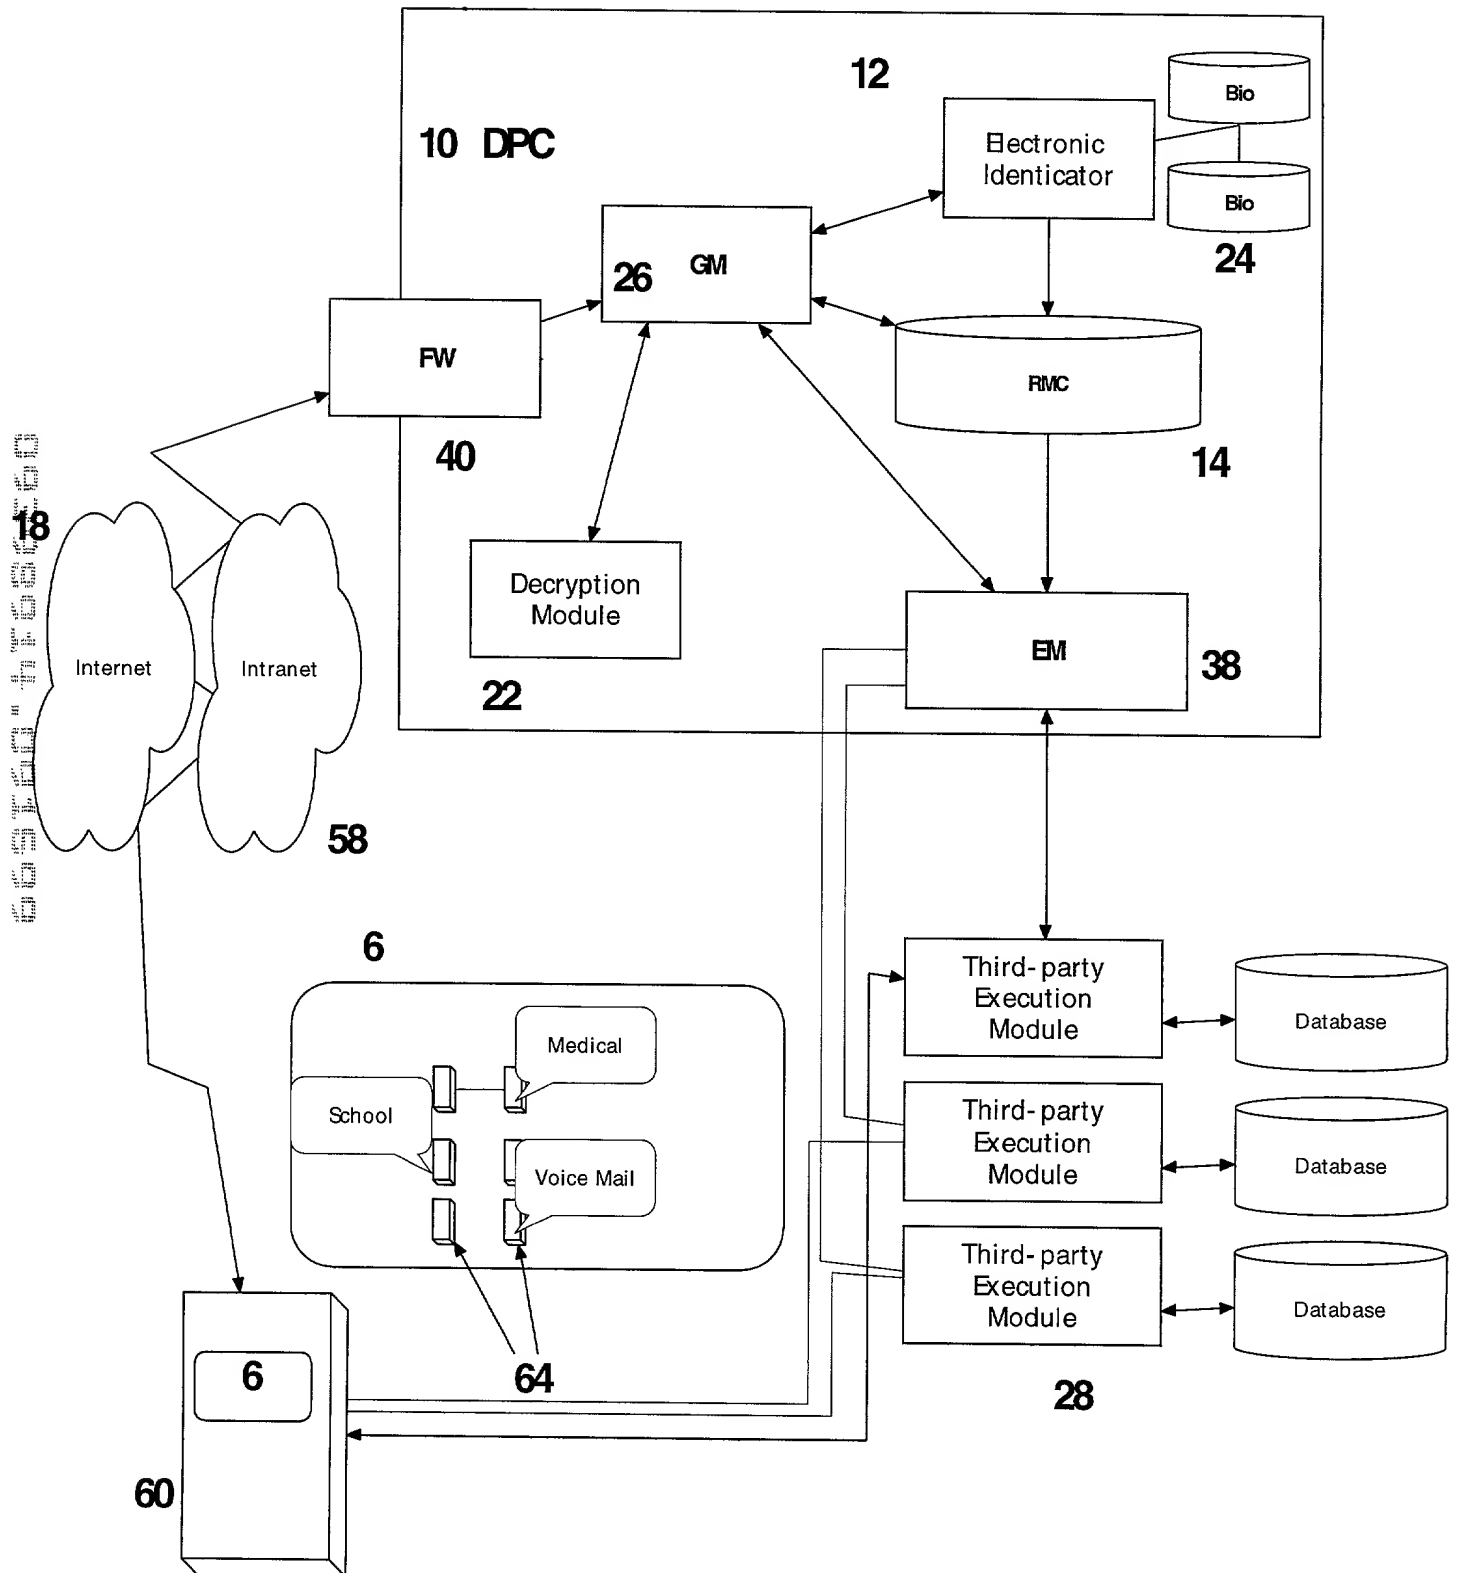 12
Bio
10 DPC
Electronic
Identicator
Bio
24
26
GM
FW
RMC
40
14
18
Decryption
Module
Internet
Intranet
EM
38
22
58
6
Third-party
Execution
Module
Database
Medical
School
Third-party
Execution
Module
Database
Voice Mail
Third-party
Execution
Module
Database
64
6
28
60